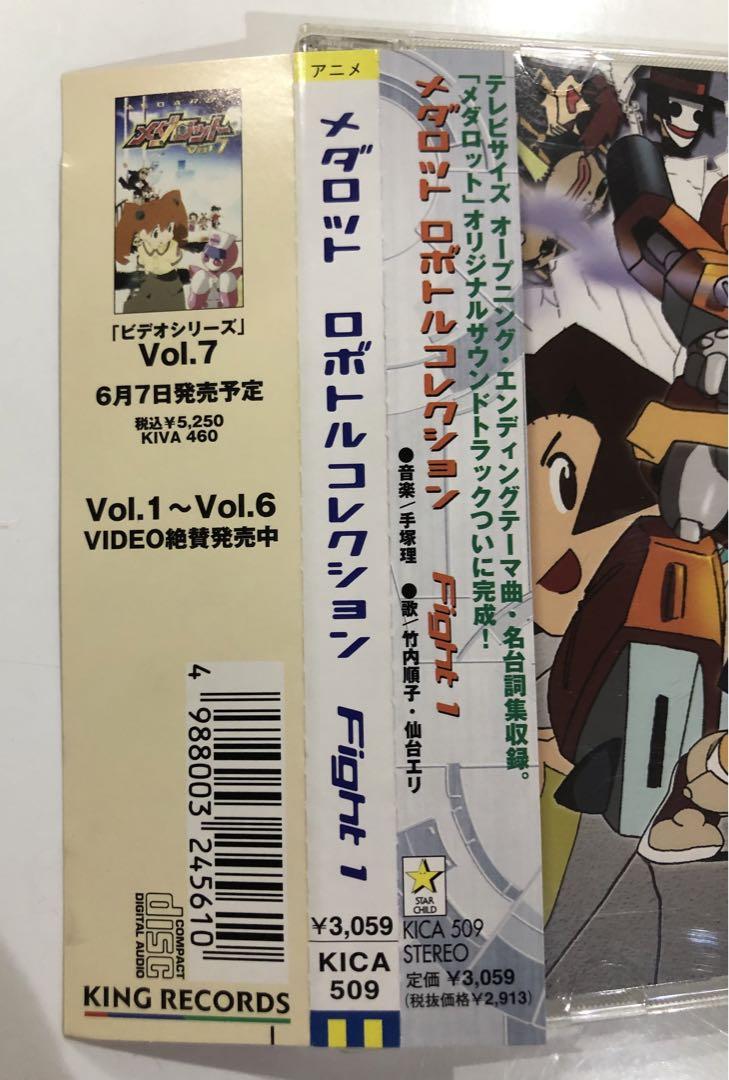 メダロット
「ビデオシリーズ」
Vol.7
6月7日発売予定
税込¥5,250
KIVA 460
Vol.1～Vol.6
VIDEO絶賛発売中
4 988003 245610
COMPACT
disc
DIGITAL AUDIO
KING RECORDS
アニメ
メダロット ロボトルコレクション Fight 1
¥3,059
KICA
509
テレビサイズ オープニング・エンディングテーマ曲・名台詞集収録。
「メダロット」オリジナルサウンドトラックついに完成!
メダロット ロボトルコレクション Fight 1
●音楽/手塚理 ●歌/竹内順子・仙台エリ
STAR
CHILD
KICA 509
STEREO
定価 ¥3,059
(税抜価格¥2,913)